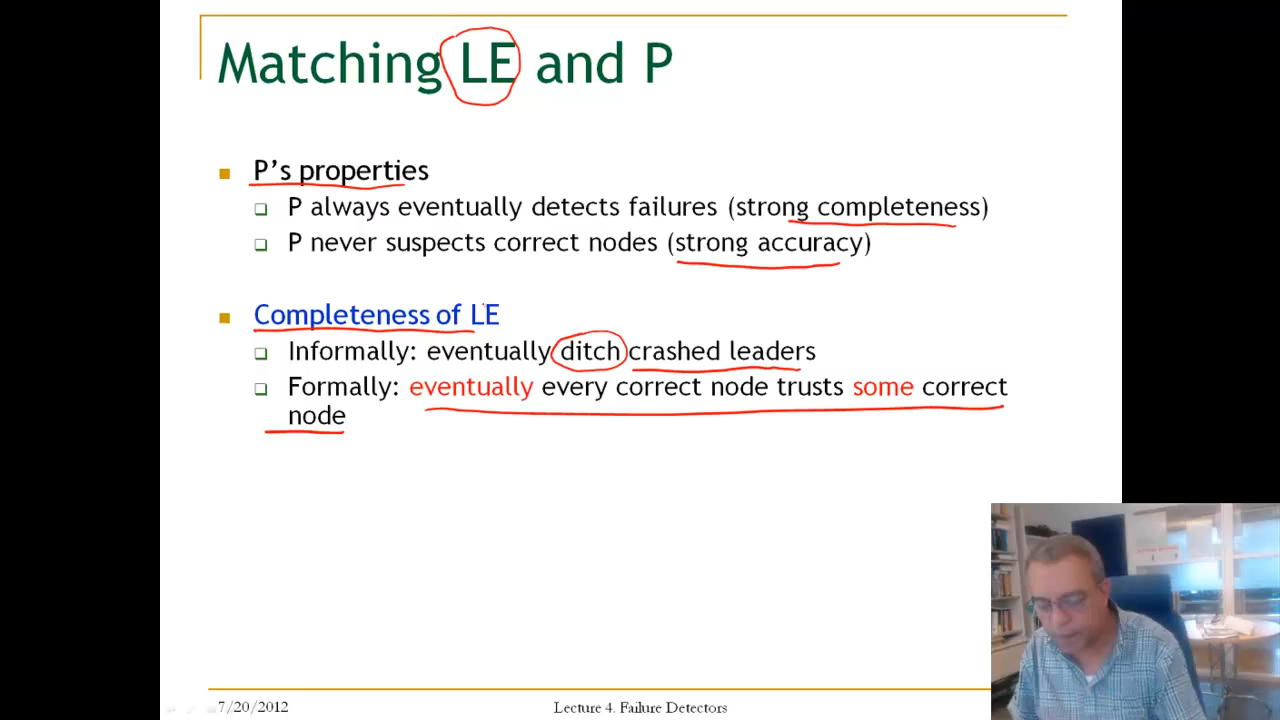 Matching LE and P
P's properties
P always eventually detects failures (strong completeness)
P never suspects correct nodes (strong accuracy)
Completeness of LE
Informally: eventually ditch crashed leaders
Formally: eventually every correct node trusts some correct
node
7/20/2012
Lecture 4. Failure Detectors